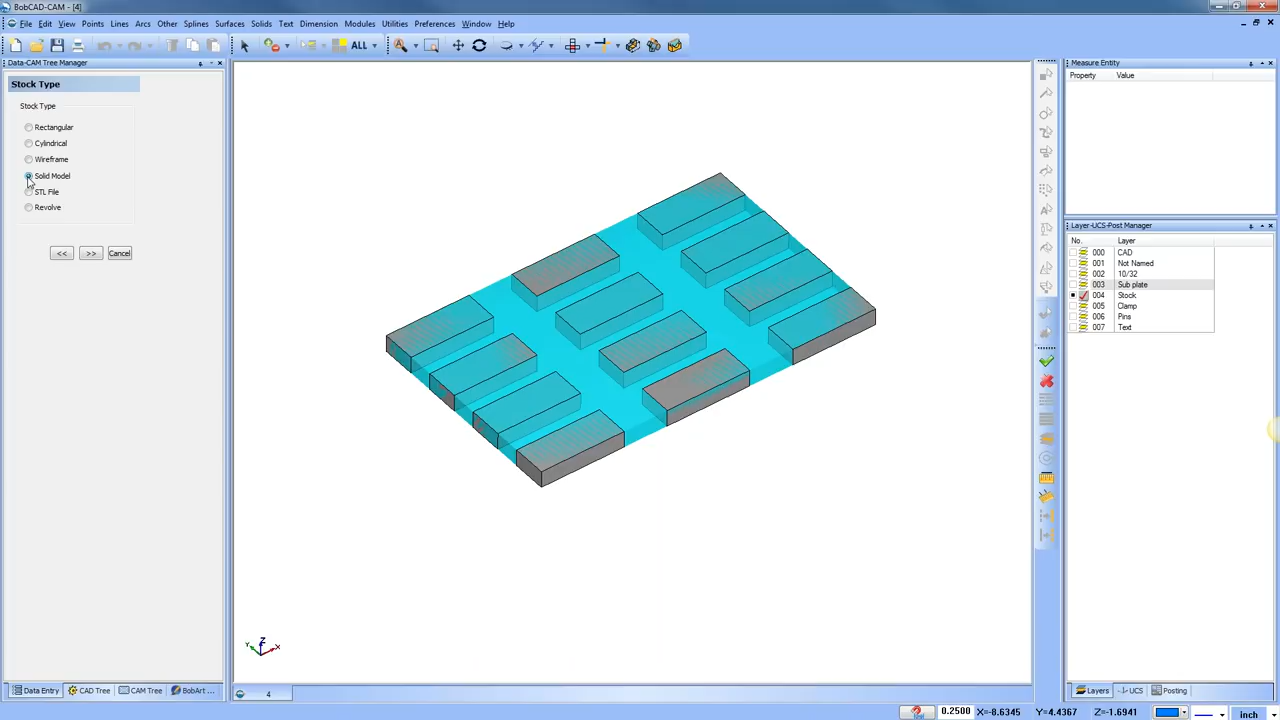 BobCAD-CAM - [4]
File Edit View Points Lines Arcs Other Splines Surfaces Solids Text Dimension Modules Utilities Preferences Window Help
ALL
Data-CAM Tree Manager
Stock Type
Stock Type
Rectangular
Cylindrical
Wireframe
Solid Model
STL File
Revolve
<< >> Cancel
Measure Entity
Property Value
Layer-UCS-Post Manager
No. Layer
000 CAD
001 Not Named
002 10/32
003 Sub plate
004 Stock
005 Clamp
006 Pins
007 Text
Z
Y X
Data Entry CAD Tree CAM Tree BobArt ...
4
Layers UCS Posting
0.2500 X=-8.6345 Y=4.4367 Z=-1.6941 inch